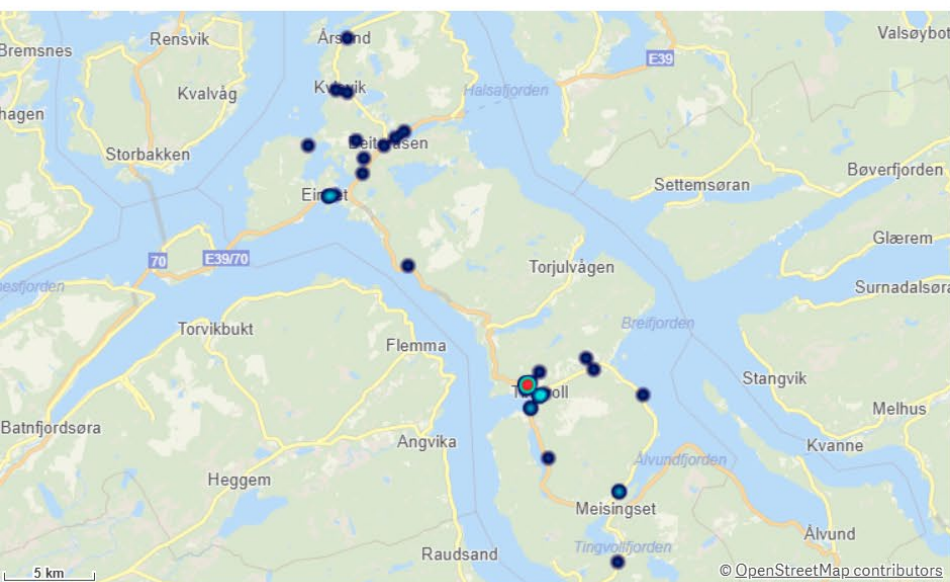 Bremsnes
Rensvik
Valsøybot
E39
Kvalvåg
Halsafjorden
hagen
Storbakken
Settemsøran
Bøverfjorden
Glærem
70
E39/70
Torjulvågen
Surnadalsøra
esfjorden
Torvikbukt
Breifjorden
Flemma
Stangvik
Melhus
Batnfjordsøra
Angvika
Kvanne
Ålvundfjorden
Heggem
Meisingset
Ålvund
Tingvollfjorden
Raudsand
5 km
© OpenStreetMap contributors